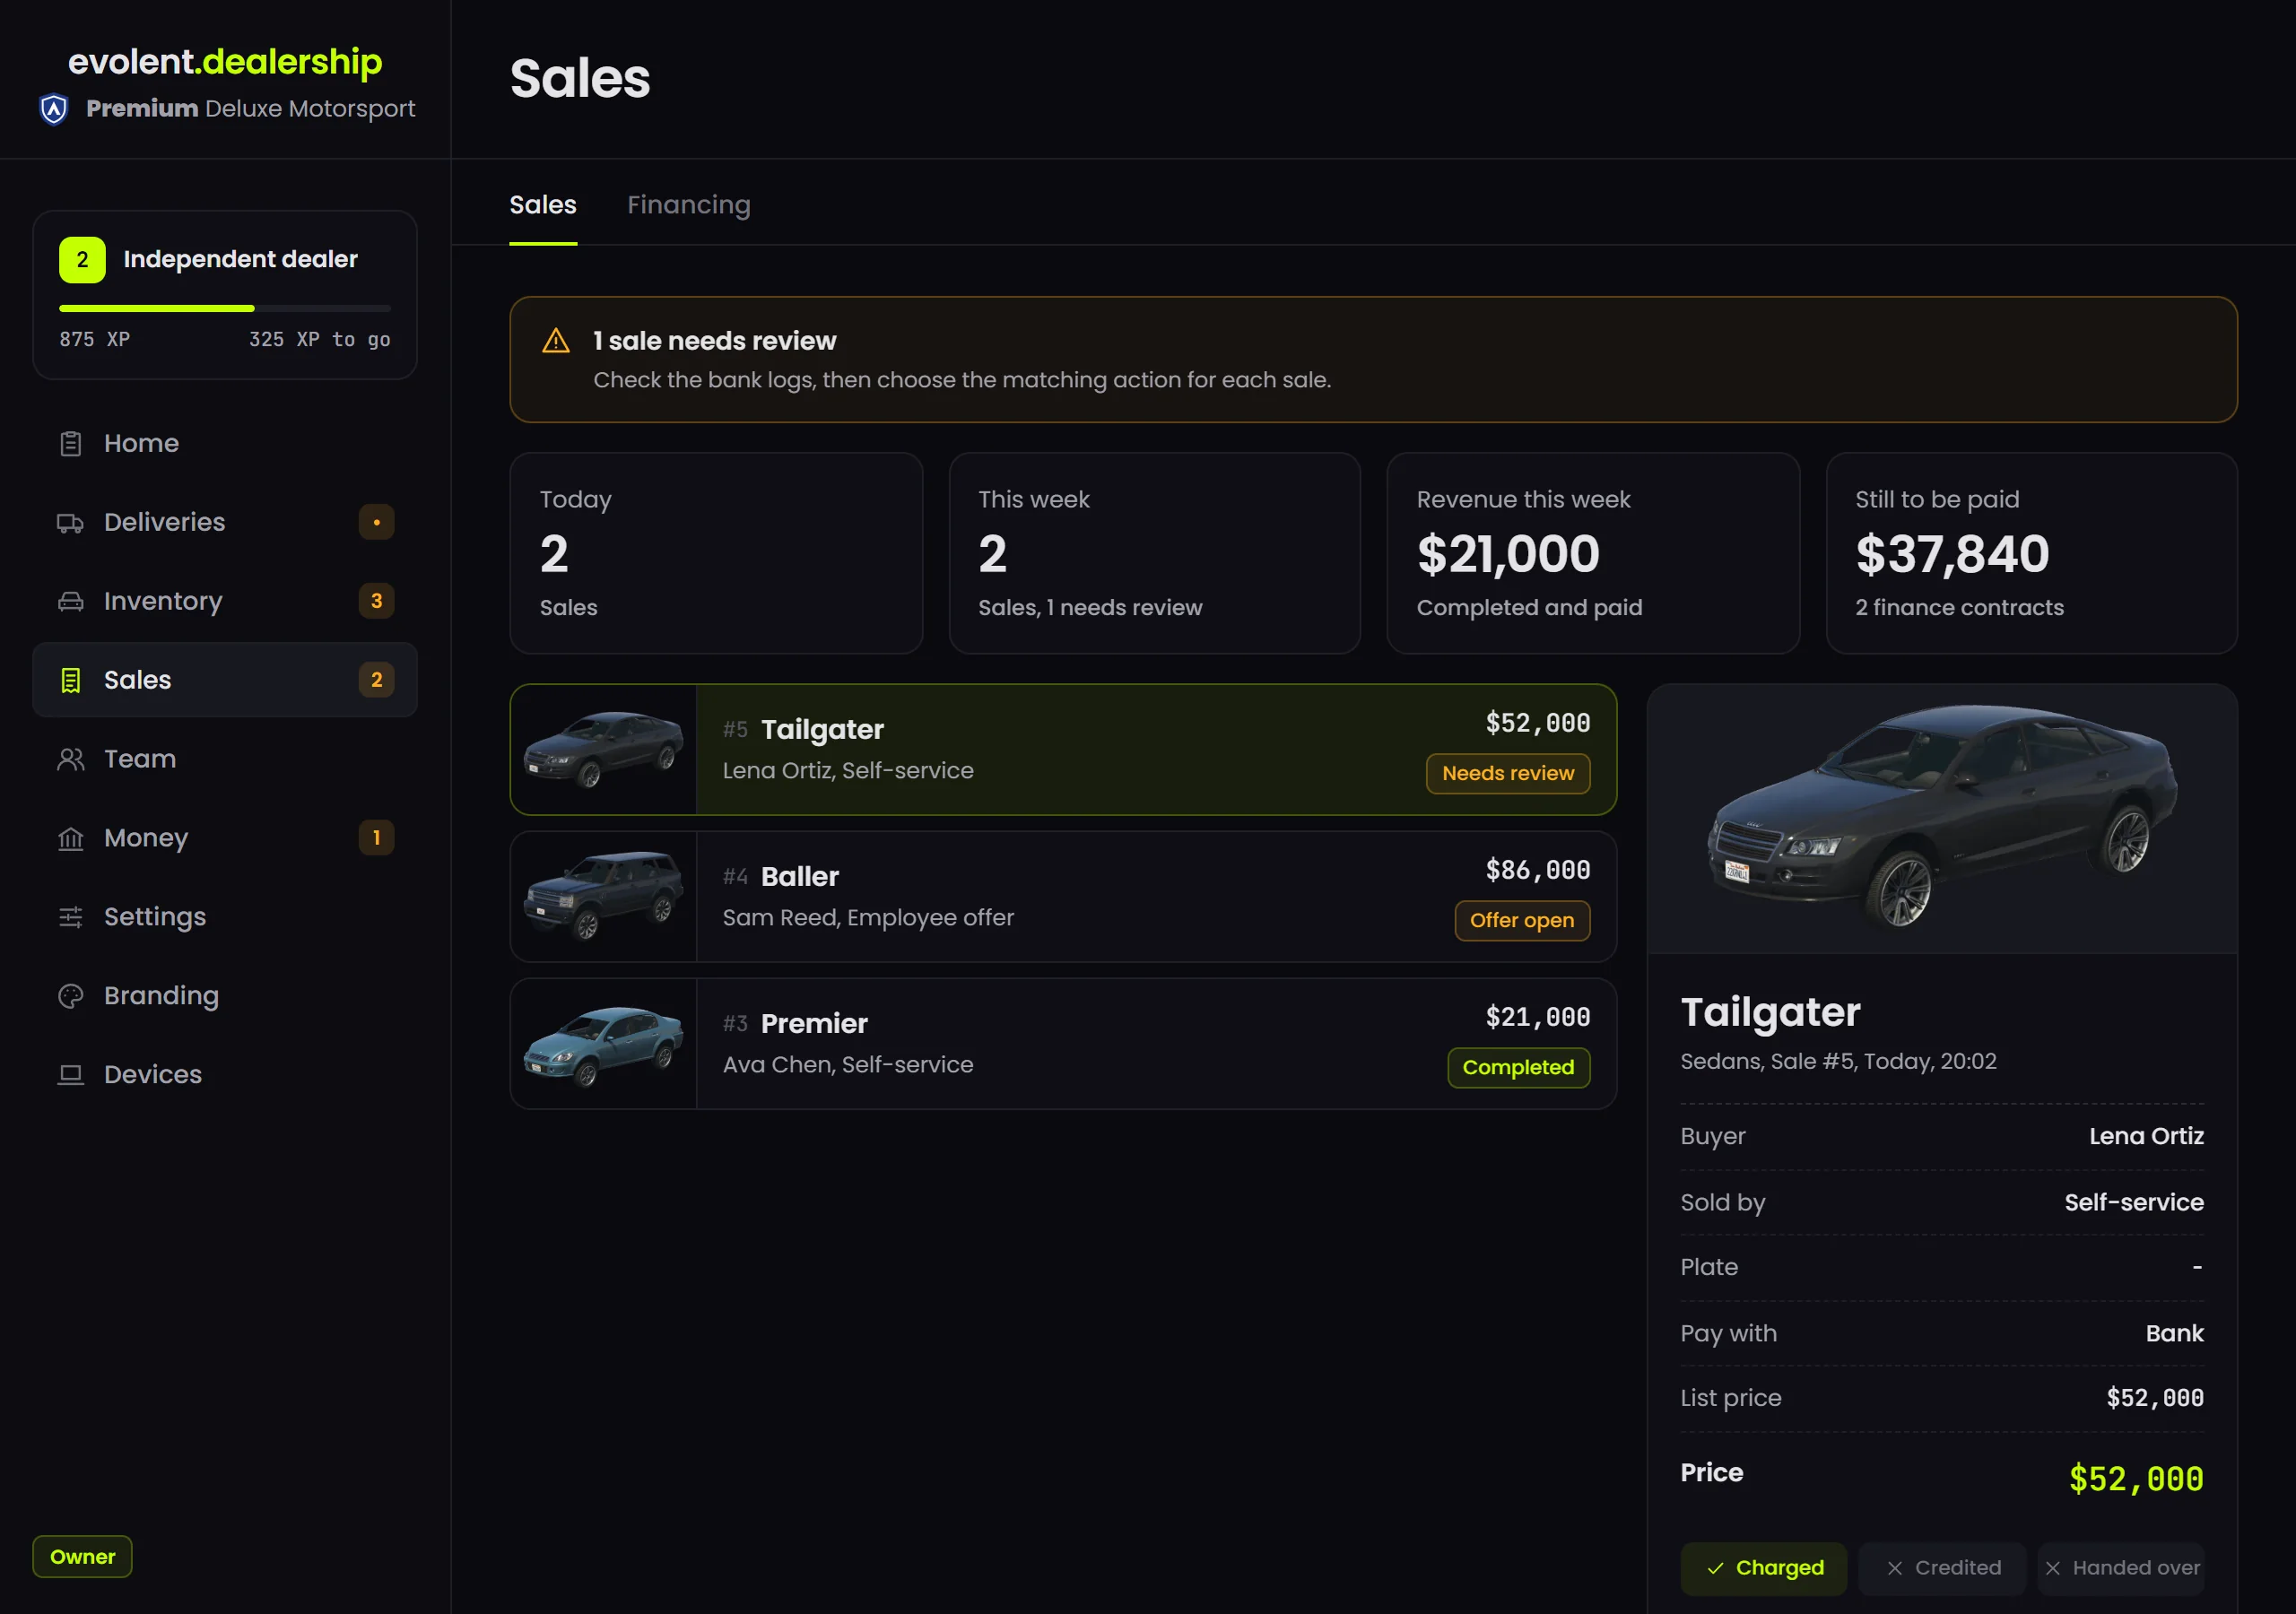 evolent.dealership
Premium Deluxe Motorsport
2 Independent dealer
875 XP 325 XP to go
Home
Deliveries
Inventory 3
Sales 2
Team
Money 1
Settings
Branding
Devices
Owner
Sales
Sales Financing
1 sale needs review
Check the bank logs, then choose the matching action for each sale.
Today
2
Sales
This week
2
Sales, 1 needs review
Revenue this week
$21,000
Completed and paid
Still to be paid
$37,840
2 finance contracts
#5 Tailgater $52,000
Lena Ortiz, Self-service Needs review
#4 Baller $86,000
Sam Reed, Employee offer Offer open
#3 Premier $21,000
Ava Chen, Self-service Completed
Tailgater
Sedans, Sale #5, Today, 20:02
Buyer Lena Ortiz
Sold by Self-service
Plate -
Pay with Bank
List price $52,000
Price $52,000
Charged Credited Handed over